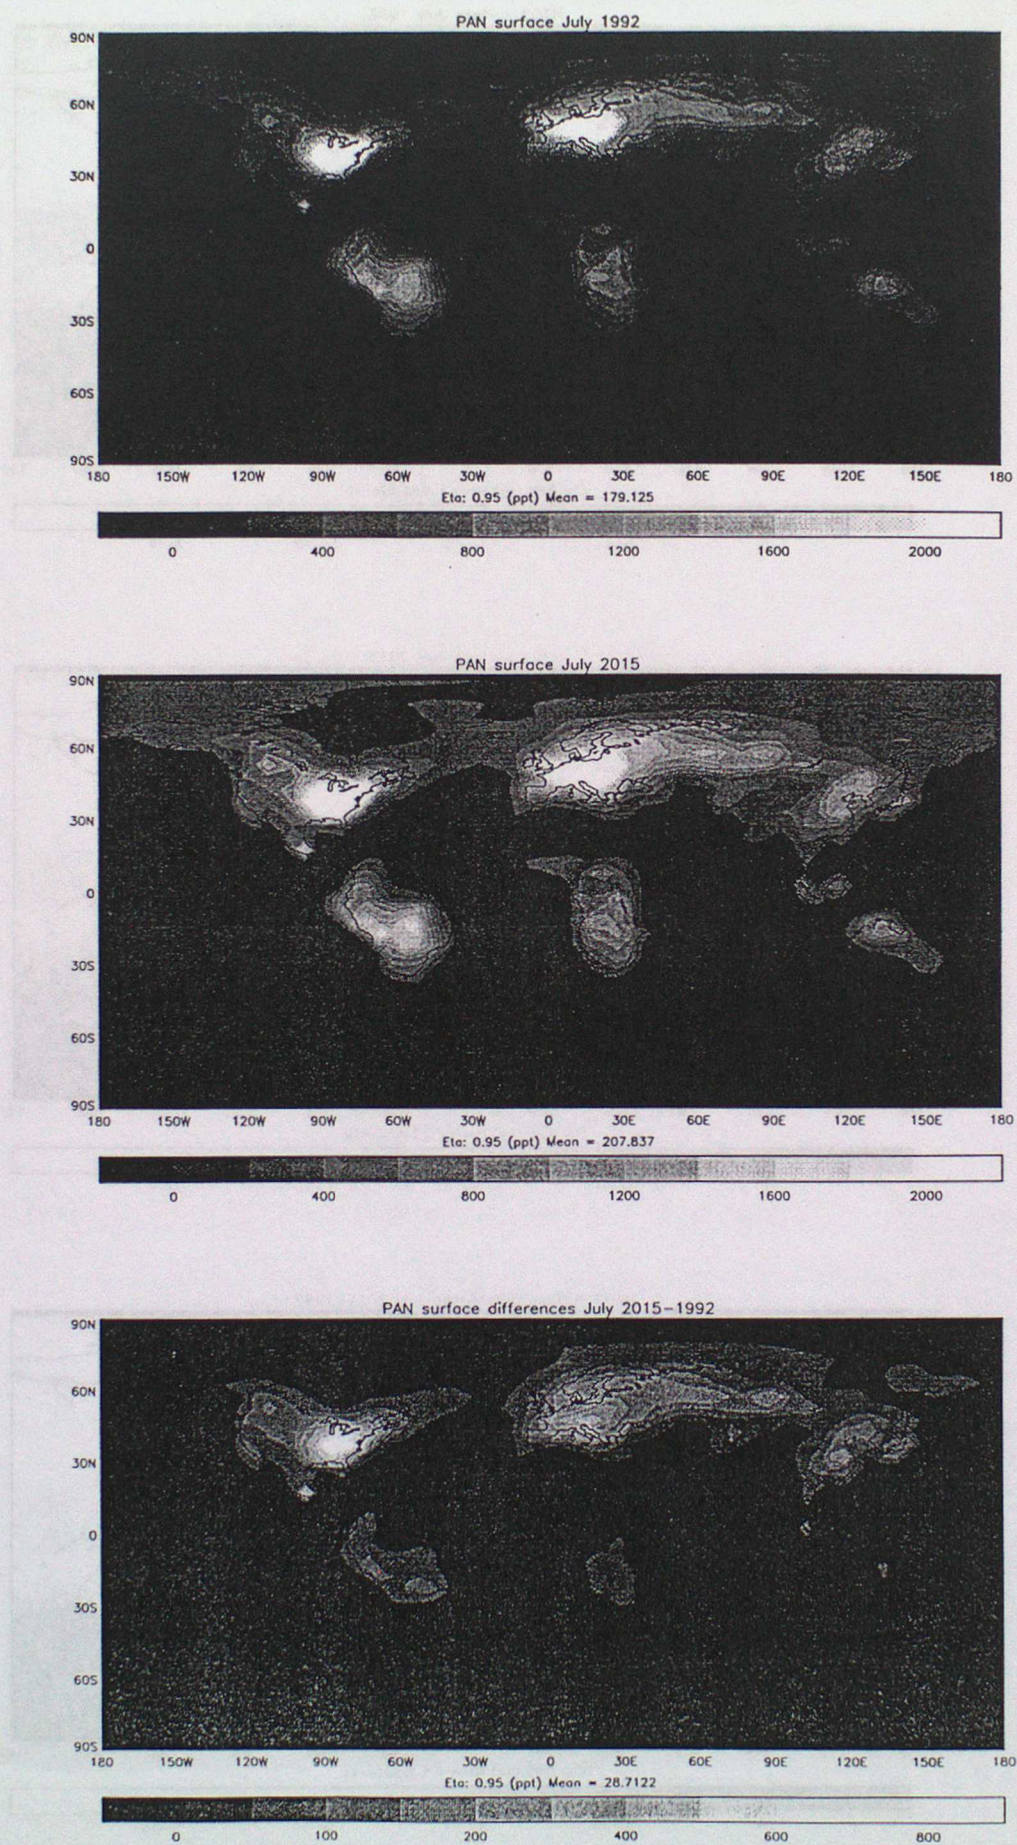 PAN surface July 1992
90N
60N
30N
0
30S
60S
90S
180 150W 120W 90W 60W 30W 0 30E 60E 90E 120E 150E 180
Eta: 0.95 (ppt) Mean = 179.125
0 400 800 1200 1600 2000
PAN surface July 2015
90N
60N
30N
0
30S
60S
90S
180 150W 120W 90W 60W 30W 0 30E 60E 90E 120E 150E 180
Eta: 0.95 (ppt) Mean = 207.837
0 400 800 1200 1600 2000
PAN surface differences July 2015-1992
90N
60N
30N
0
30S
60S
90S
180 150W 120W 90W 60W 30W 0 30E 60E 90E 120E 150E 180
Eta: 0.95 (ppt) Mean = 28.7122
0 100 200 400 600 800